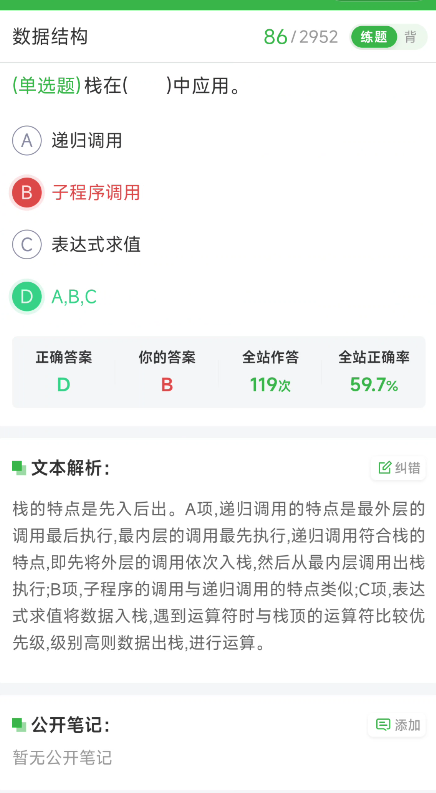 数据结构
86/2952
练题
背
(单选题)栈在(  )中应用。
A 递归调用
B 子程序调用
C 表达式求值
D A,B,C
正确答案 你的答案 全站作答 全站正确率
D B 119次 59.7%
文本解析:
纠错
栈的特点是先入后出。A项,递归调用的特点是最外层的
调用最后执行,最内层的调用最先执行,递归调用符合栈的
特点,即先将外层的调用依次入栈,然后从最内层调用出栈
执行;B项,子程序的调用与递归调用的特点类似;C项,表达
式求值将数据入栈,遇到运算符时与栈顶的运算符比较优
先级,级别高则数据出栈,进行运算。
公开笔记:
添加
暂无公开笔记